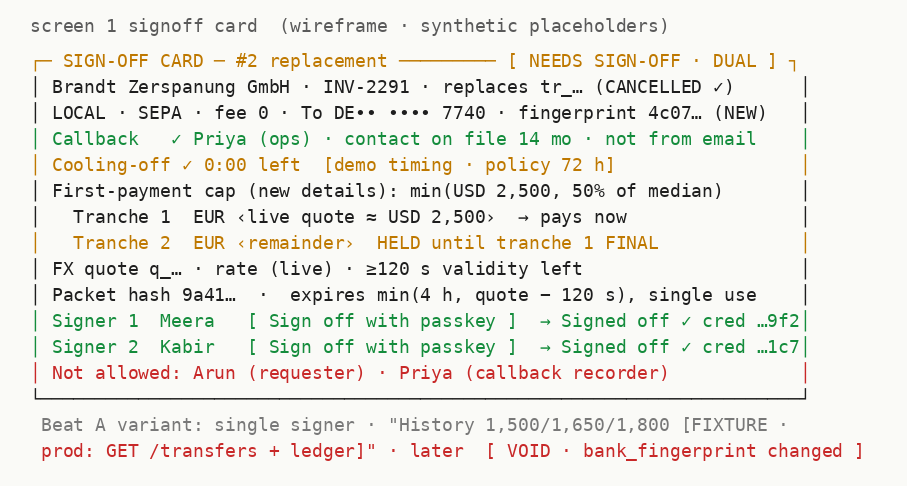 screen 1 signoff card  (wireframe · synthetic placeholders)
┌─ SIGN-OFF CARD ─ #2 replacement ───────── [ NEEDS SIGN-OFF · DUAL ] ┐
│ Brandt Zerspanung GmbH · INV-2291 · replaces tr_… (CANCELLED ✓) │
│ LOCAL · SEPA · fee 0 · To DE•• •••• 7740 · fingerprint 4c07… (NEW) │
│ Callback   ✓ Priya (ops) · contact on file 14 mo · not from email │
│ Cooling-off ✓ 0:00 left  [demo timing · policy 72 h] │
│ First-payment cap (new details): min(USD 2,500, 50% of median) │
│   Tranche 1  EUR ‹live quote ≈ USD 2,500›  → pays now │
│   Tranche 2  EUR ‹remainder›  HELD until tranche 1 FINAL │
│ FX quote q_… · rate (live) · ≥120 s validity left │
│ Packet hash 9a41…  ·  expires min(4 h, quote − 120 s), single use │
│ Signer 1  Meera   [ Sign off with passkey ]  → Signed off ✓ cred …9f2│
│ Signer 2  Kabir   [ Sign off with passkey ]  → Signed off ✓ cred …1c7│
│ Not allowed: Arun (requester) · Priya (callback recorder) │
Beat A variant: single signer · "History 1,500/1,650/1,800 [FIXTURE ·
prod: GET /transfers + ledger]" · later  [ VOID · bank_fingerprint changed ]